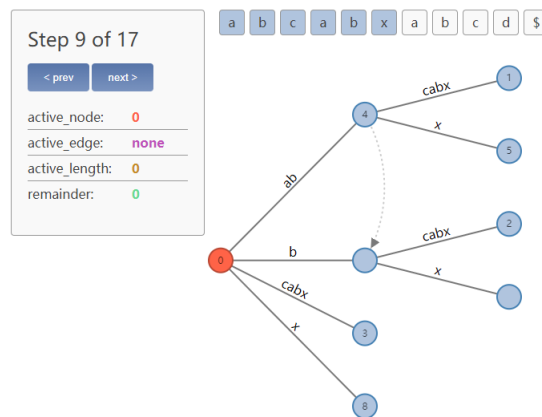 Step 9 of 17
< prev next >
active_node: 0
active_edge: none
active_length: 0
remainder: 0
a b c a b x a b c d $
1
cabx
4
x
5
ab
2
cabx
b
0
x
cabx
3
x
8